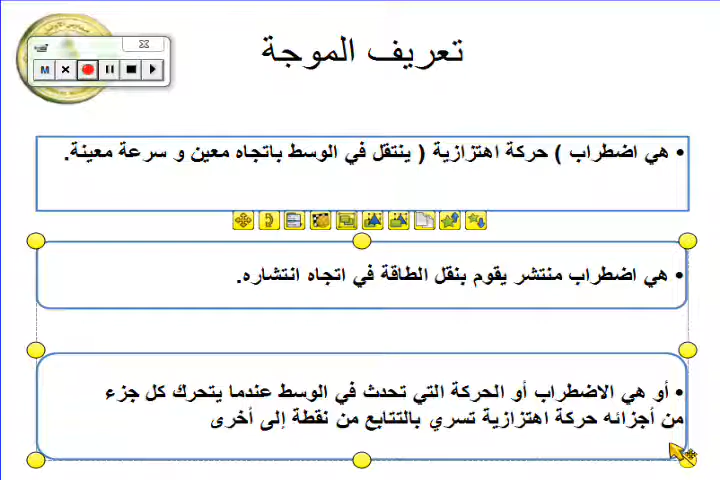 تعريف الموجة
M
• هي اضطراب ) حركة اهتزازية ( ينتقل في الوسط باتجاه معين و سرعة معينة.
• هي اضطراب منتشر يقوم بنقل الطاقة في اتجاه انتشاره.
• أو هي الاضطراب أو الحركة التي تحدث في الوسط عندما يتحرك كل جزء
من أجزائه حركة اهتزازية تسري بالتتابع من نقطة إلى أخرى